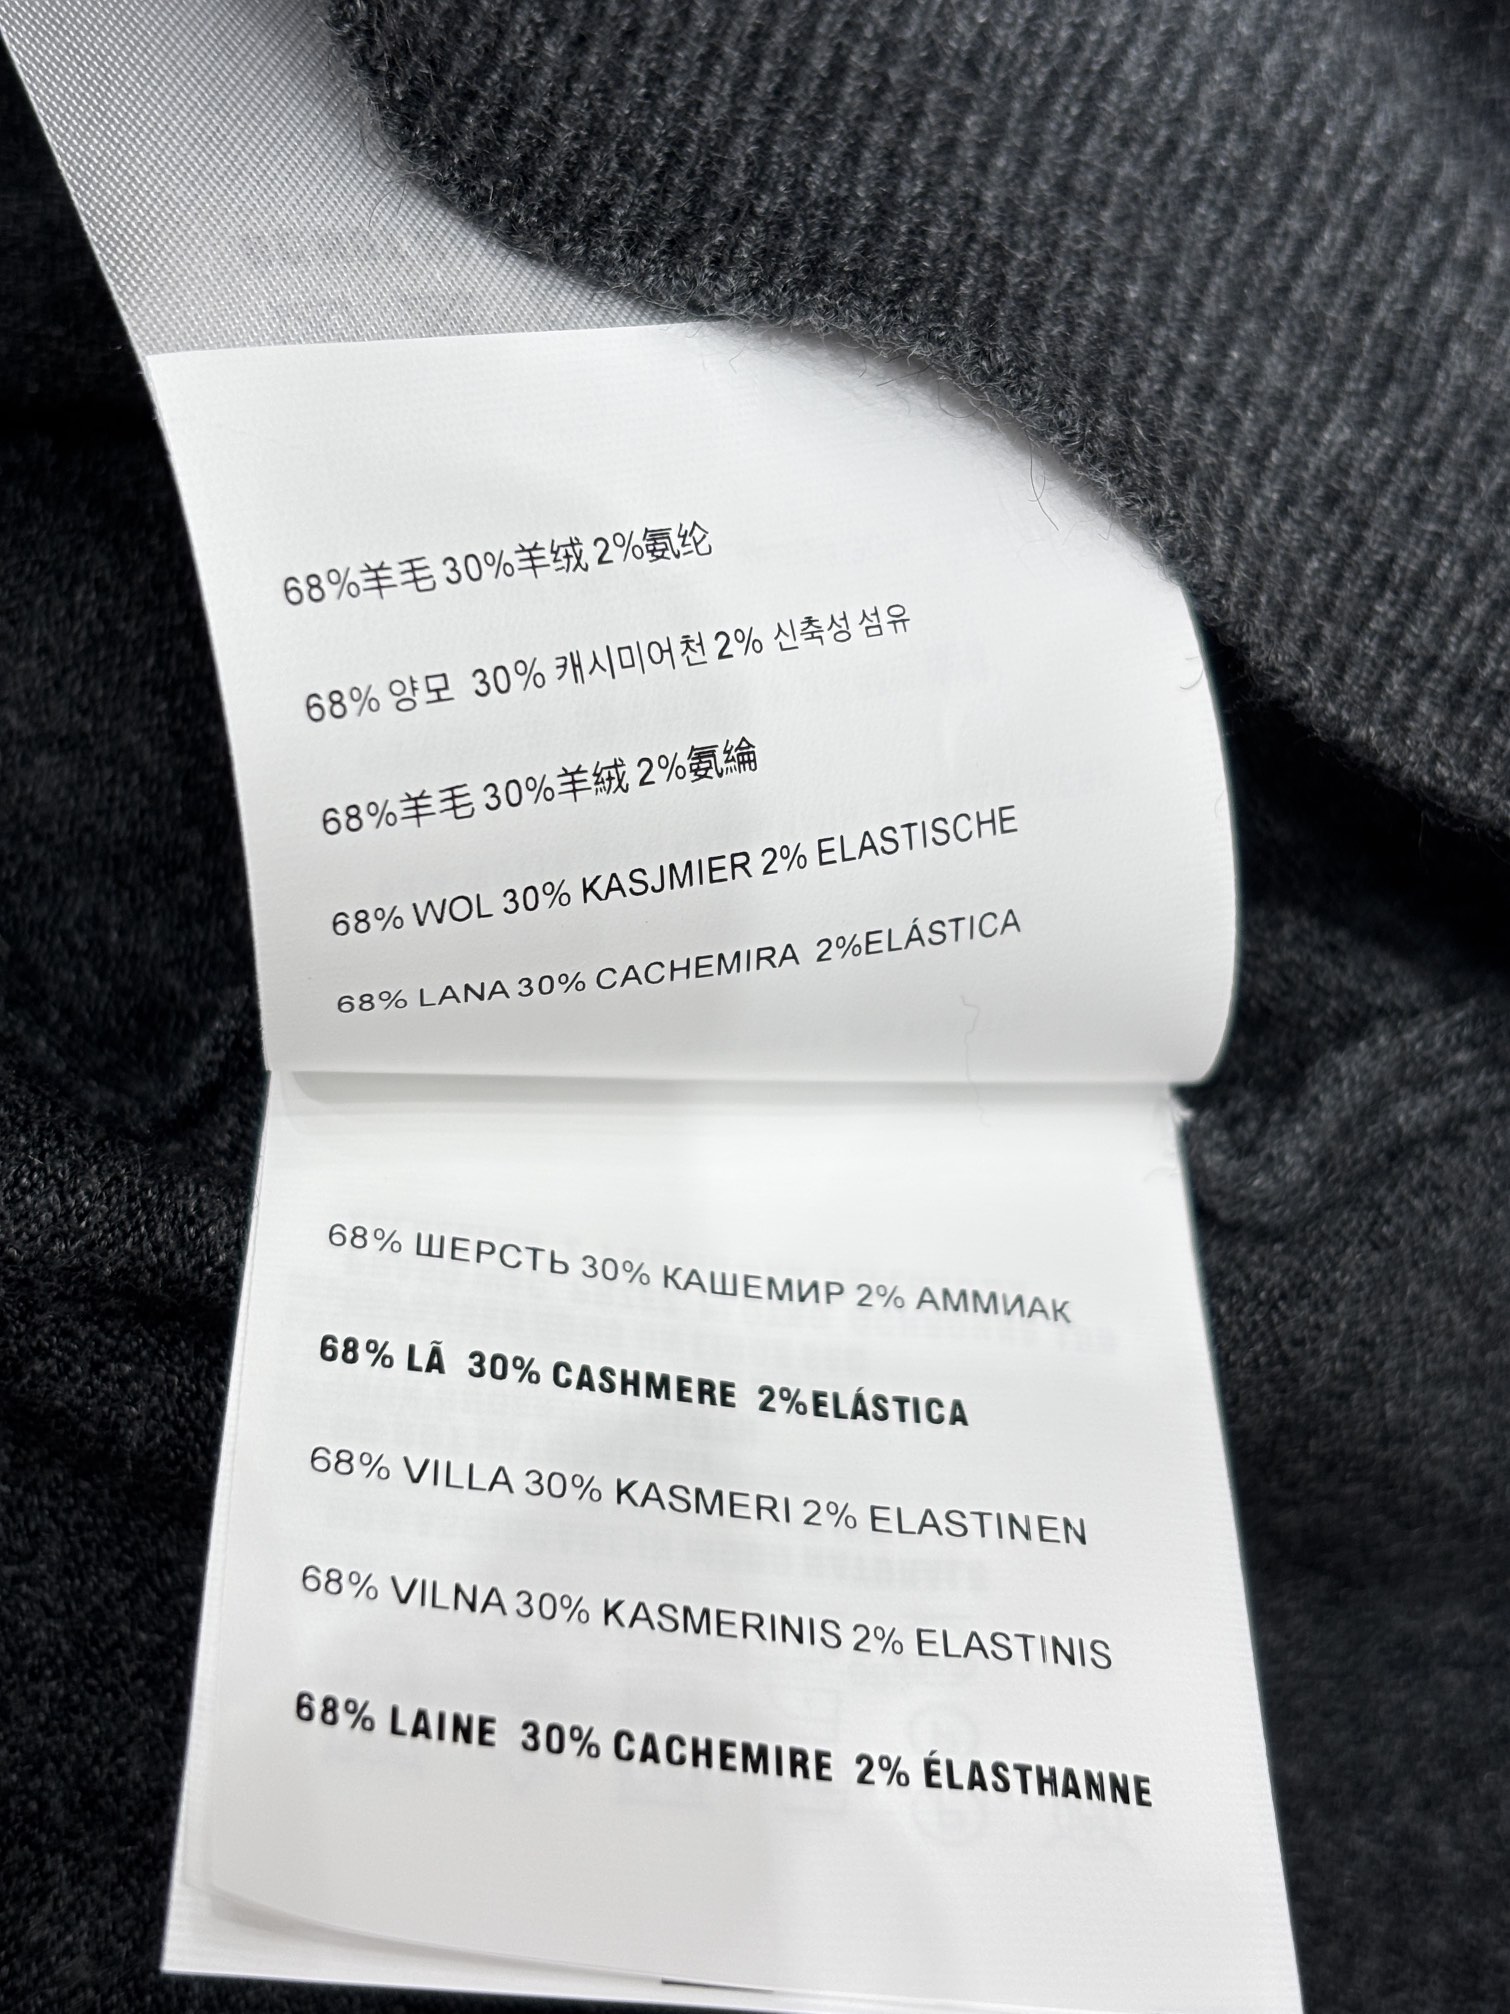 68%羊毛 30%羊绒 2%氨纶
68% 양모 30% 캐시미어천 2% 신축성 섬유
68%羊毛 30%羊絨 2%氨綸
68% WOL 30% KASJMIER 2% ELASTISCHE
68% LANA 30% CACHEMIRA 2%ELÁSTICA
68% ШЕРСТЬ 30% КАШЕМИР 2% АММИАК
68% LÃ 30% CASHMERE 2%ELÁSTICA
68% VILLA 30% KASMERI 2% ELASTINEN
68% VILNA 30% KASMERINIS 2% ELASTINIS
68% LAINE 30% CACHEMIRE 2% ÉLASTHANNE